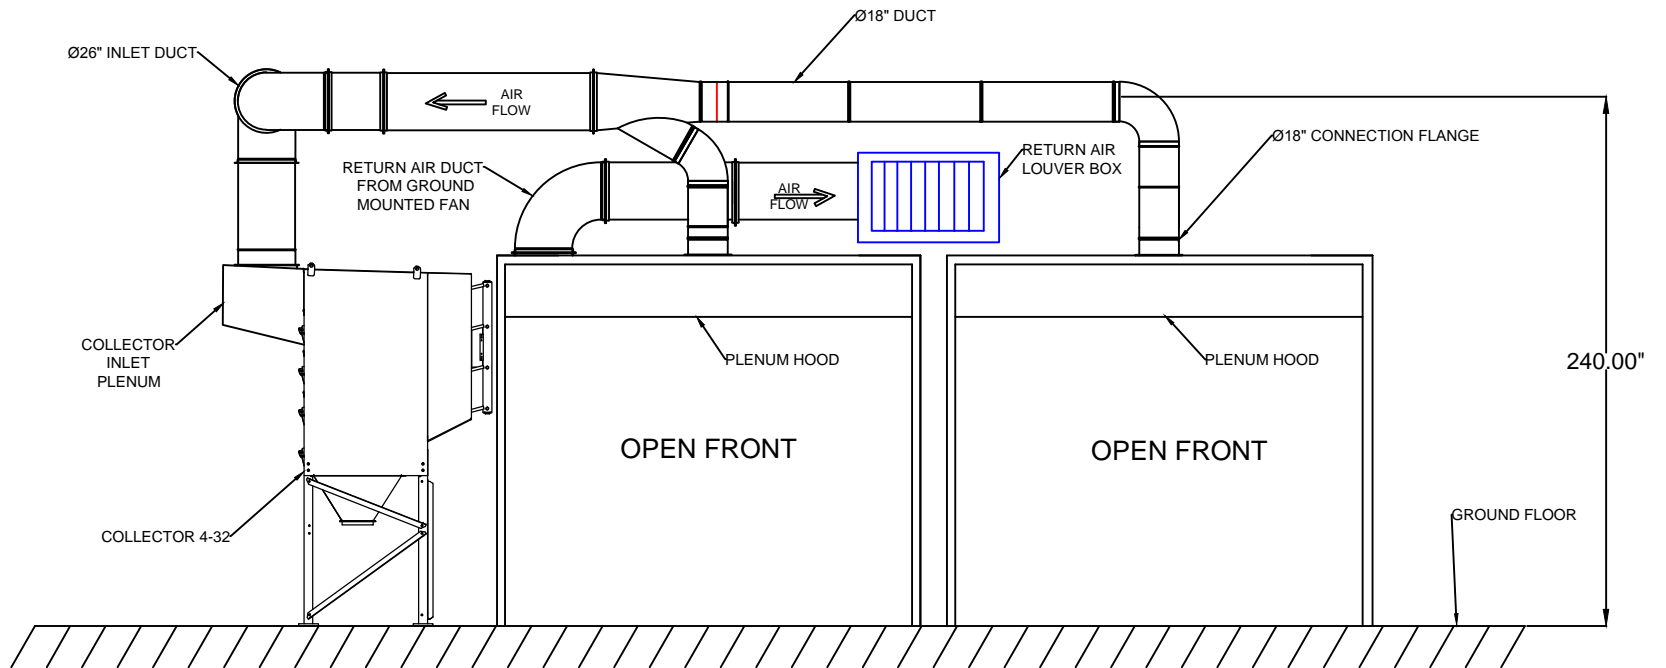 Ø18" DUCT
Ø26" INLET DUCT
AIR
FLOW
Ø18" CONNECTION FLANGE
RETURN AIR
LOUVER BOX
RETURN AIR DUCT
FROM GROUND
MOUNTED FAN
AIR
FLOW
COLLECTOR
INLET
PLENUM
PLENUM HOOD
PLENUM HOOD
240.00"
OPEN FRONT
OPEN FRONT
GROUND FLOOR
COLLECTOR 4-32